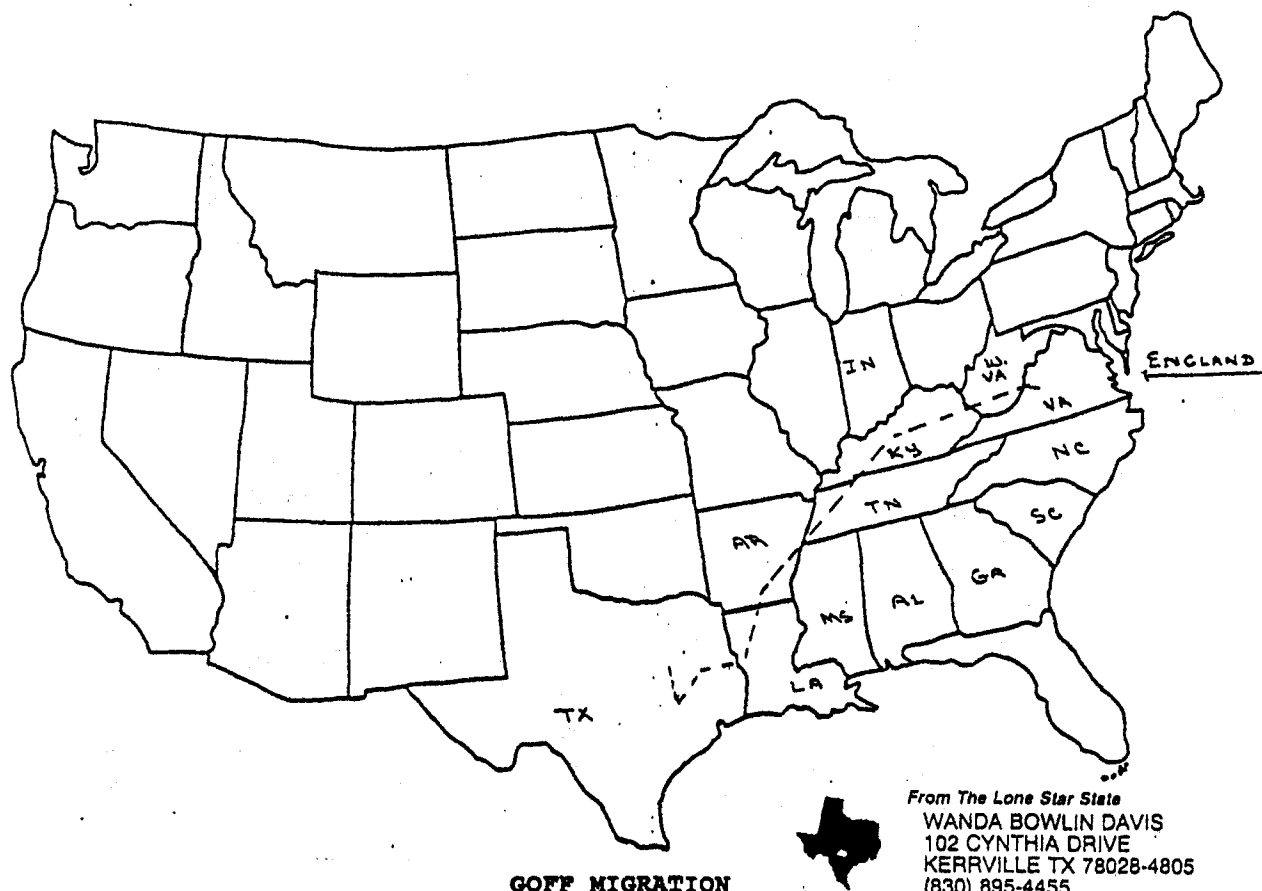 ENGLAND
IN
W.
VA
VA
KY
NC
TN
SC
AR
GA
AL
MS
LA
TX
From The Lone Star State
WANDA BOWLIN DAVIS
102 CYNTHIA DRIVE
KERRVILLE TX 78028-4805
(830) 895-4455
GOFF MIGRATION